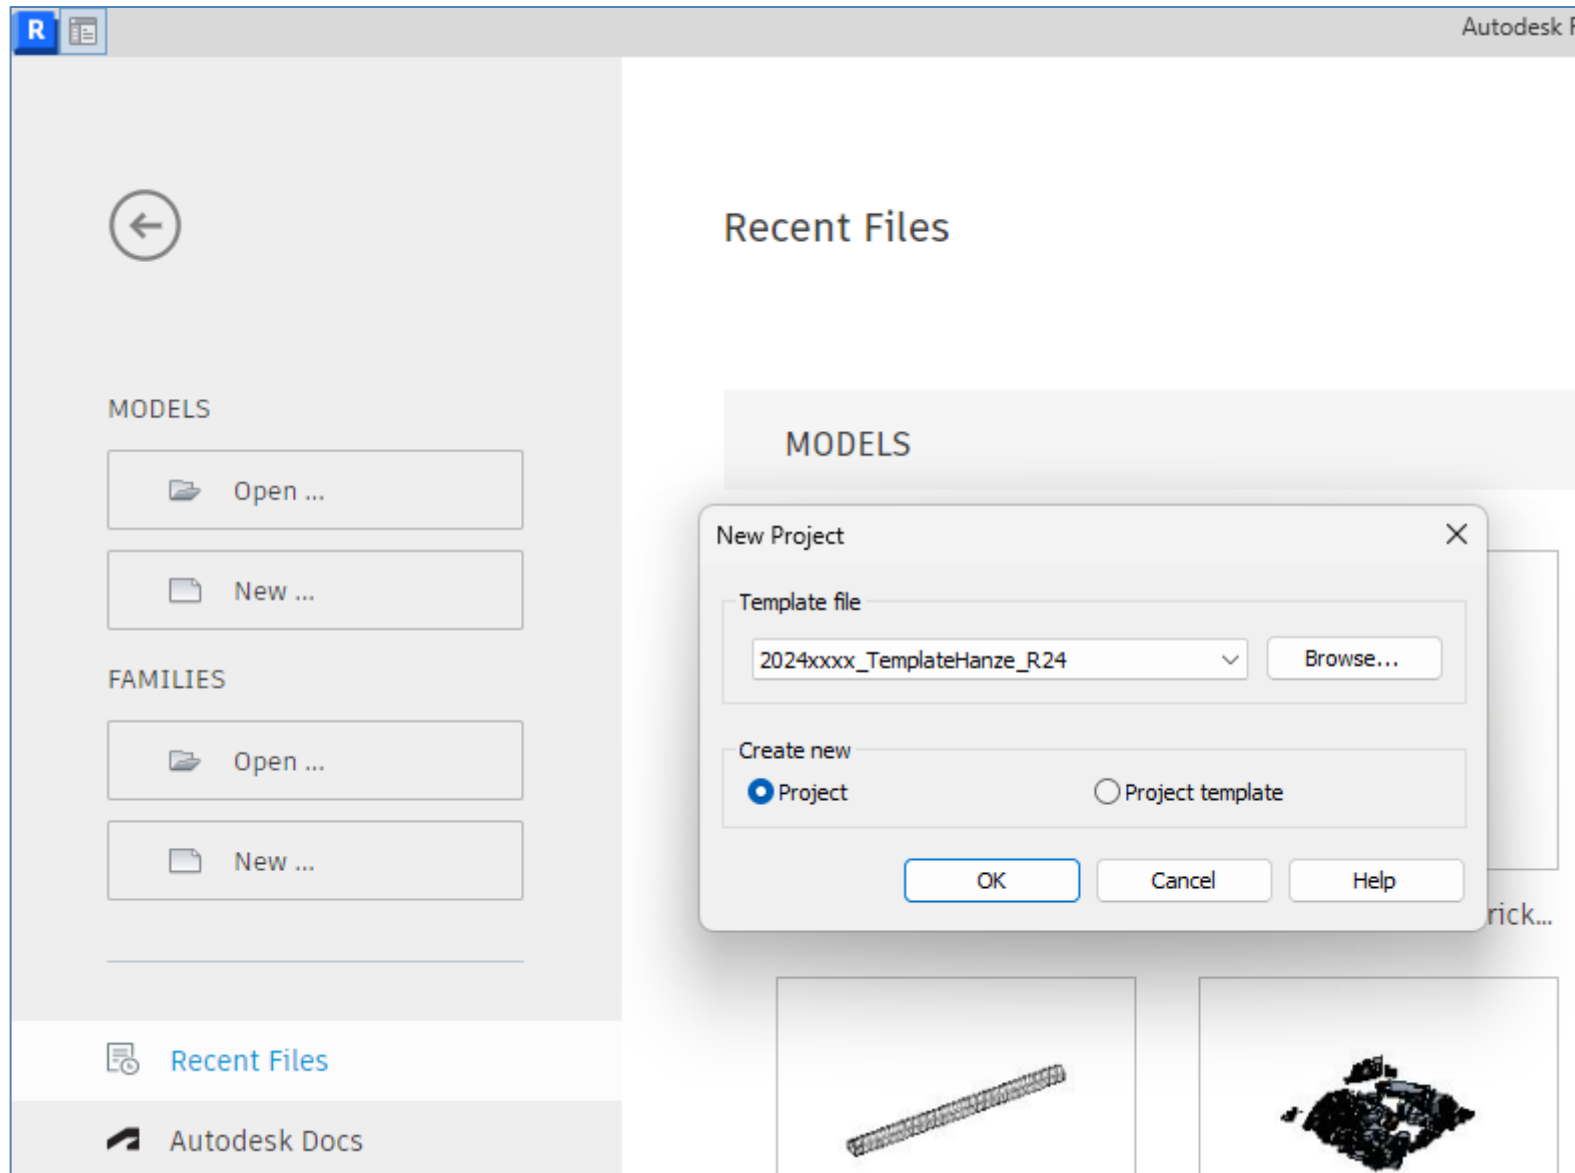 R
Autodesk
Recent Files
MODELS
Open ...
New ...
FAMILIES
Open ...
New ...
Recent Files
Autodesk Docs
MODELS
New Project
Template file
2024xxxx_TemplateHanze_R24
Browse...
Create new
Project
Project template
OK
Cancel
Help
rick...